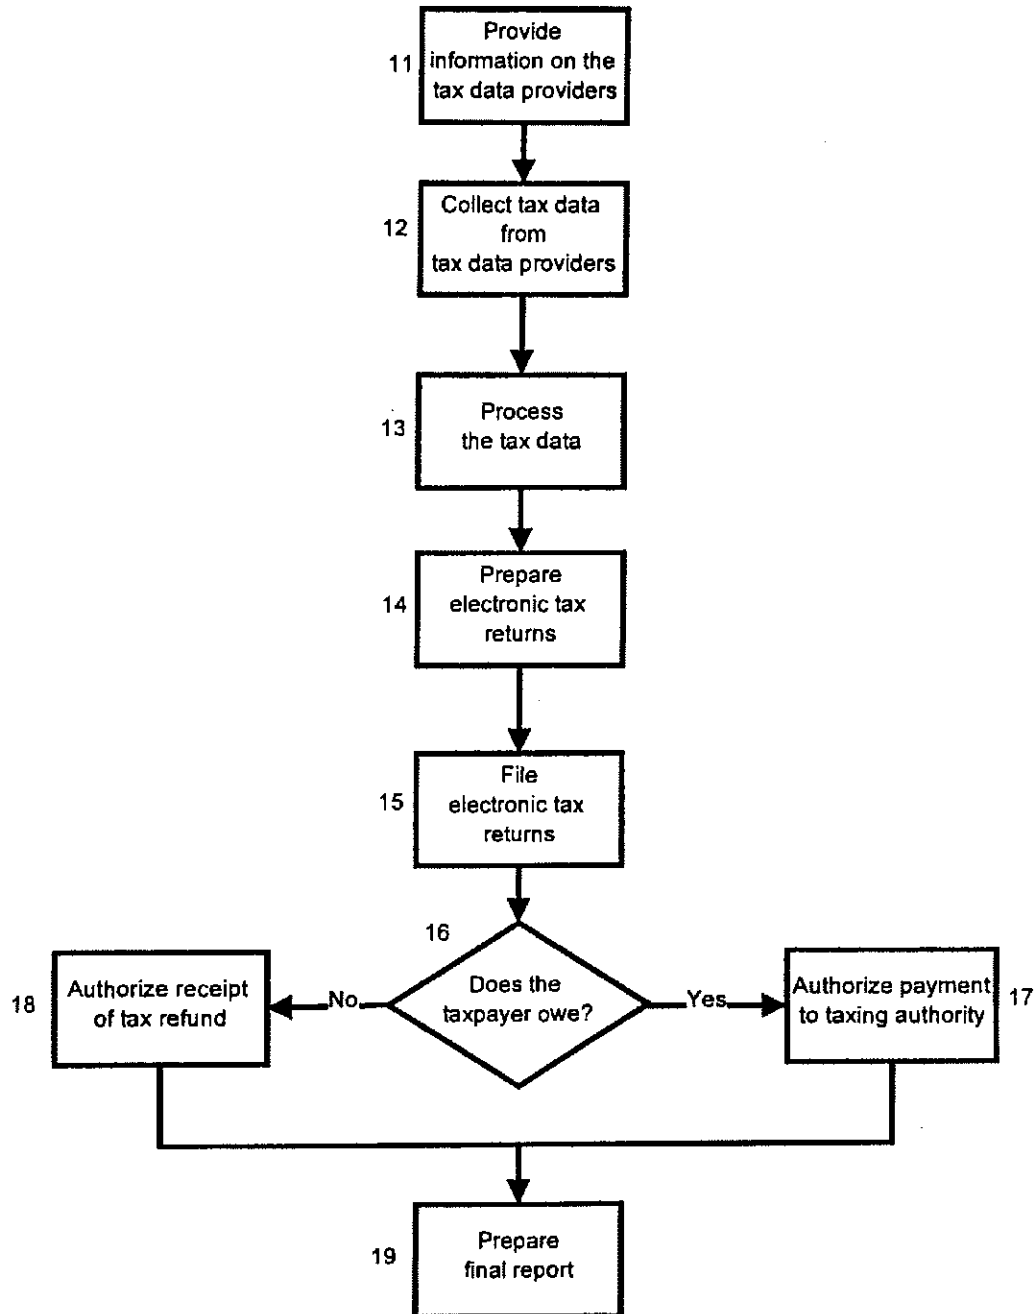 11
Provide
information on the
tax data providers
12
Collect tax data
from
tax data providers
13
Process
the tax data
14
Prepare
electronic tax
returns
15
File
electronic tax
returns
16
Does the
taxpayer owe?
No
Yes
18
Authorize receipt
of tax refund
Authorize payment
to taxing authority
17
19
Prepare
final report